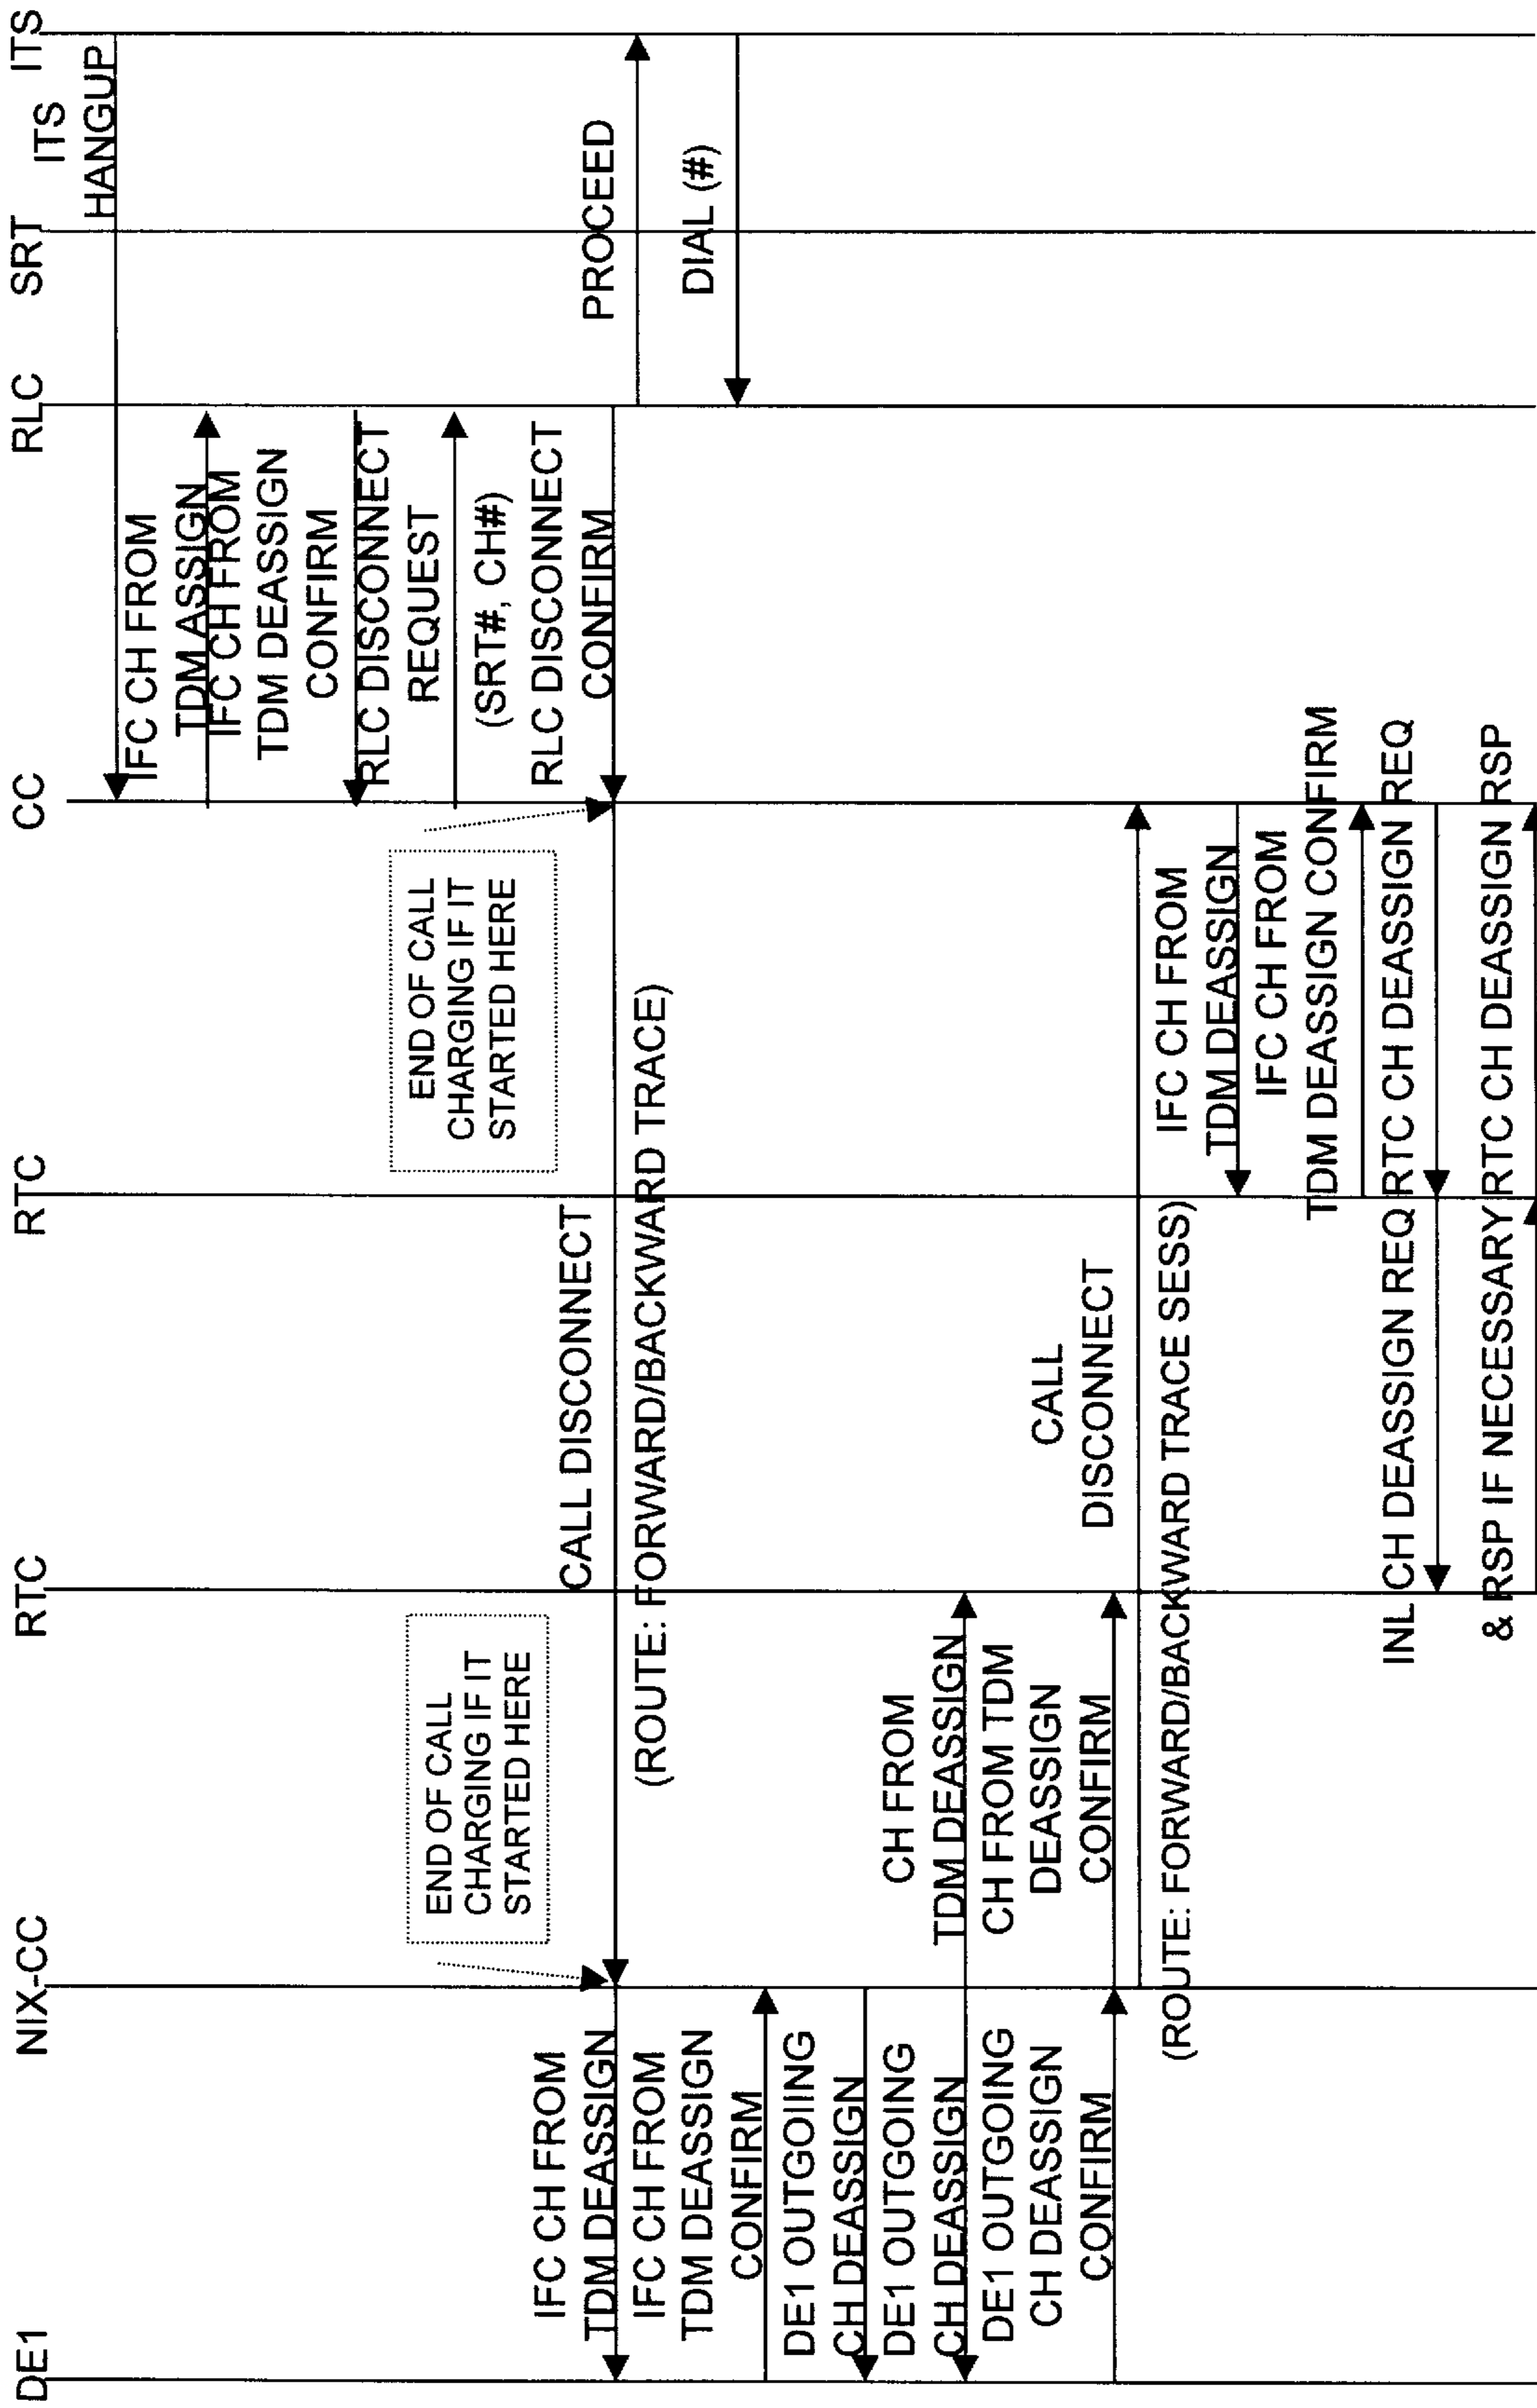 DE1
NIX-CC
RTC
RTC
CC
RLC
SRT
ITS
ITS
HANGUP
IFC CH FROM
TDM ASSIGN
IFC CH FROM
TDM DEASSIGN
CONFIRM
RLC DISCONNECT
REQUEST
(SRT#, CH#)
RLC DISCONNECT
CONFIRM
PROCEED
DIAL (#)
END OF CALL
CHARGING IF IT
STARTED HERE
END OF CALL
CHARGING IF IT
STARTED HERE
CALL DISCONNECT
(ROUTE: FORWARD/BACKWARD TRACE)
IFC CH FROM
TDM DEASSIGN
IFC CH FROM
TDM DEASSIGN
CONFIRM
DE1 OUTGOIING
CH DEASSIGN
DE1 OUTGOING
CH DEASSIGN
DE1 OUTGOING
CH DEASSIGN
CONFIRM
CH FROM
TDM DEASSIGN
CH FROM TDM
DEASSIGN
CONFIRM
CALL
DISCONNECT
(ROUTE: FORWARD/BACKWARD TRACE SESS)
IFC CH FROM
TDM DEASSIGN
IFC CH FROM
TDM DEASSIGN CONFIRM
INL CH DEASSIGN REQ RTC CH DEASSIGN REQ
& RSP IF NECESSARY RTC CH DEASSIGN RSP